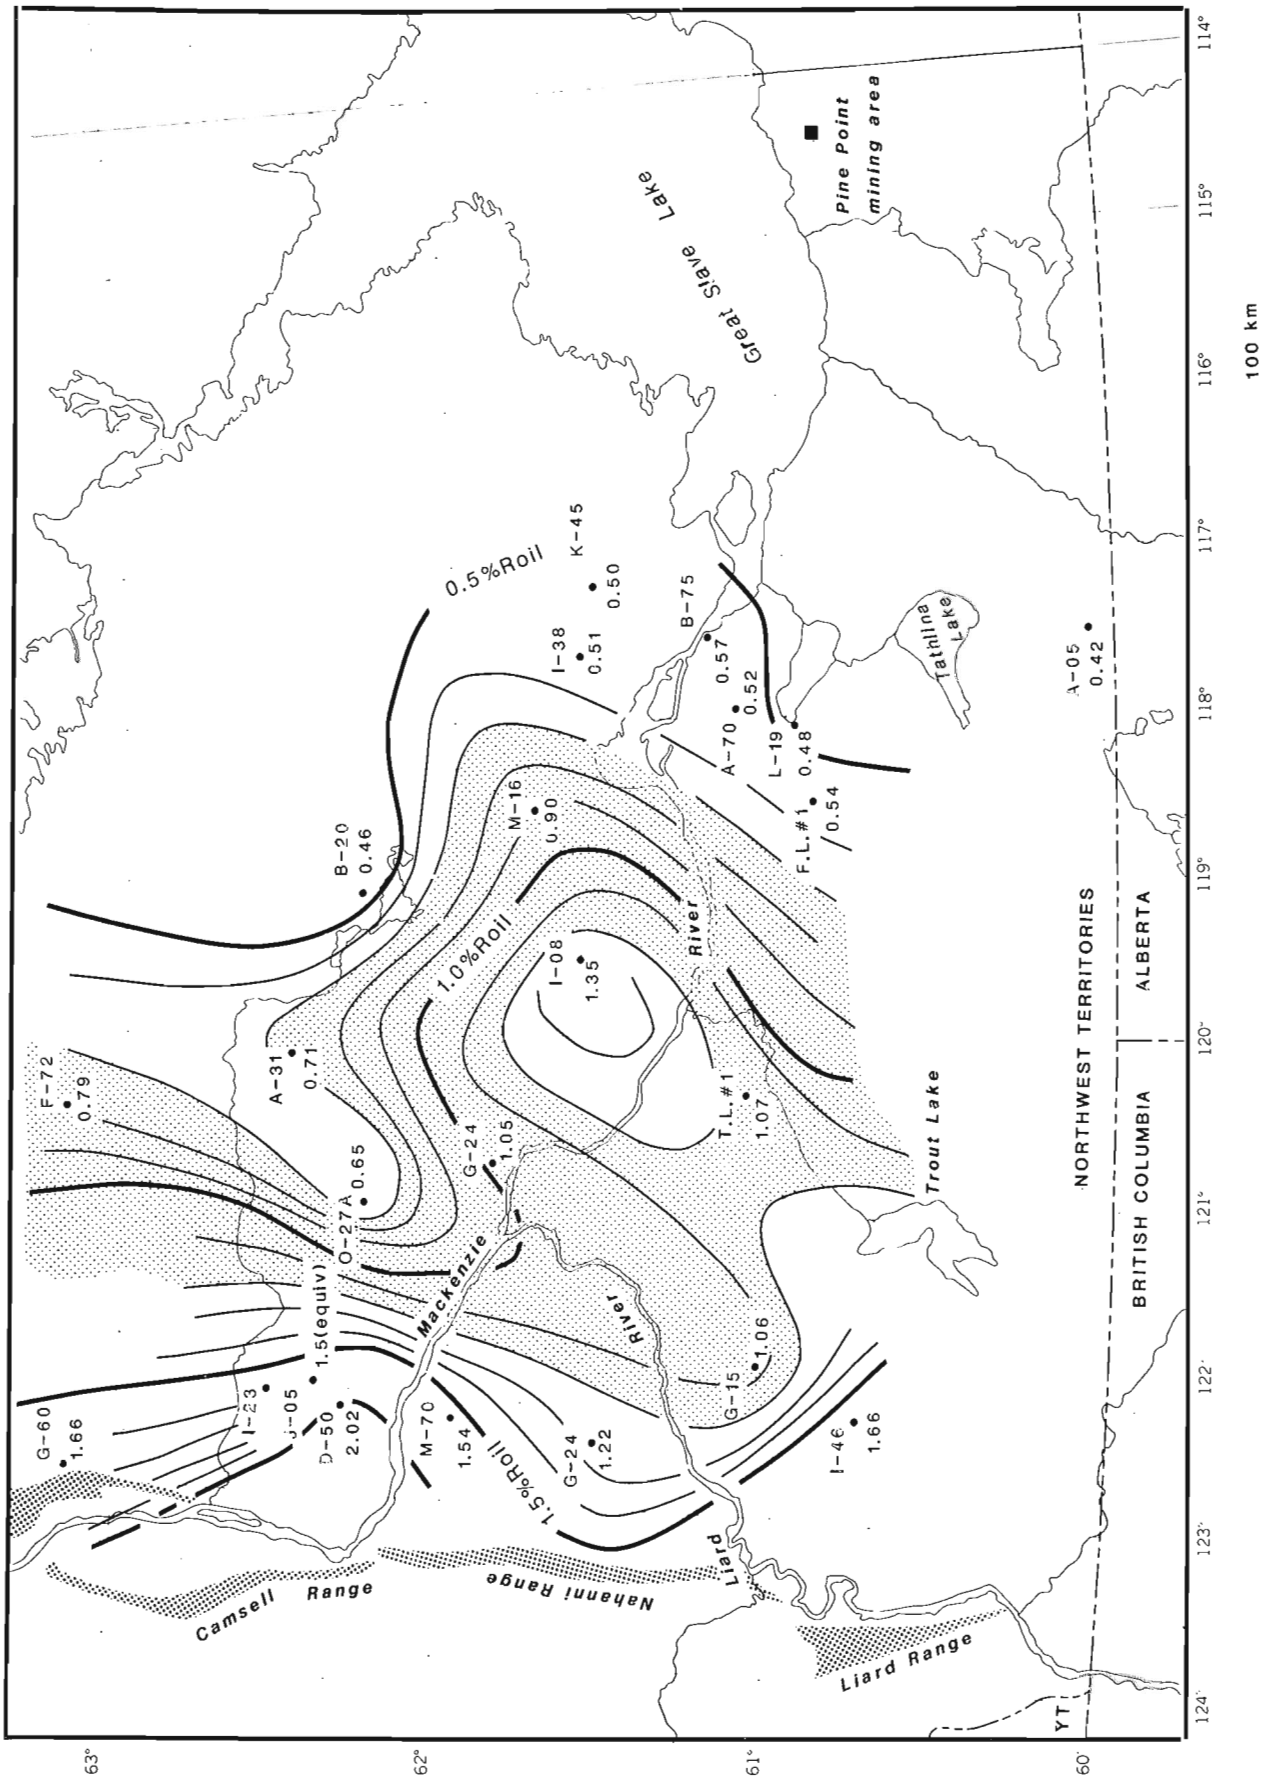 63°
62°
61°
60°
124°
123°
122°
121°
120°
119°
118°
117°
116°
115°
114°
100 km
G-60
1.66
F-72
0.79
B-20
0.46
A-31
0.71
O-27A 0.65
I-23
J-05
1.5(equiv)
D-50
2.02
M-70
1.54
G-24
1.22
1.5%Roil
G-24
1.05
1.0%Roil
I-08
1.35
M-16
0.90
0.5%Roil
I-38
0.51
K-45
0.50
B-75
0.57
A-70
0.52
L-19
0.48
F.L.#1
0.54
T.L.#1
1.07
G-15
1.06
I-46
1.66
A-05
0.42
Camsell Range
Nahanni Range
Liard Range
Mackenzie
River
Liard
River
Trout Lake
Tathlina
Lake
Great Slave Lake
Pine Point
mining area
NORTHWEST TERRITORIES
BRITISH COLUMBIA
ALBERTA
YT